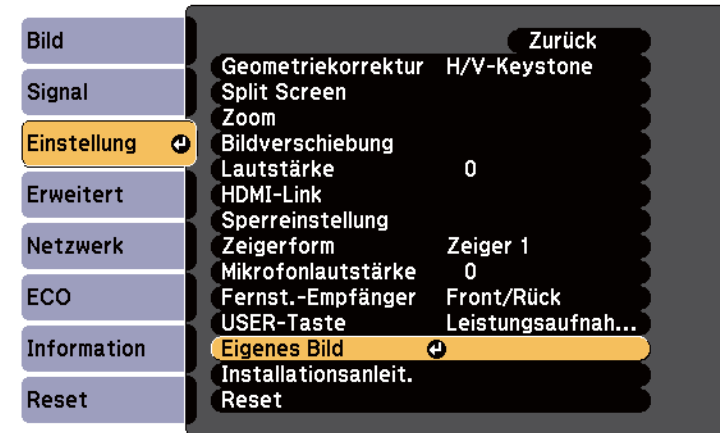 Bild
Signal
Einstellung
Erweitert
Netzwerk
ECO
Information
Reset
Zurück
Geometriekorrektur H/V-Keystone
Split Screen
Zoom
Bildverschiebung
Lautstärke 0
HDMI-Link
Sperreinstellung
Zeigerform Zeiger 1
Mikrofonlautstärke 0
Fernst.-Empfänger Front/Rück
USER-Taste Leistungsaufnah...
Eigenes Bild
Installationsanleit.
Reset